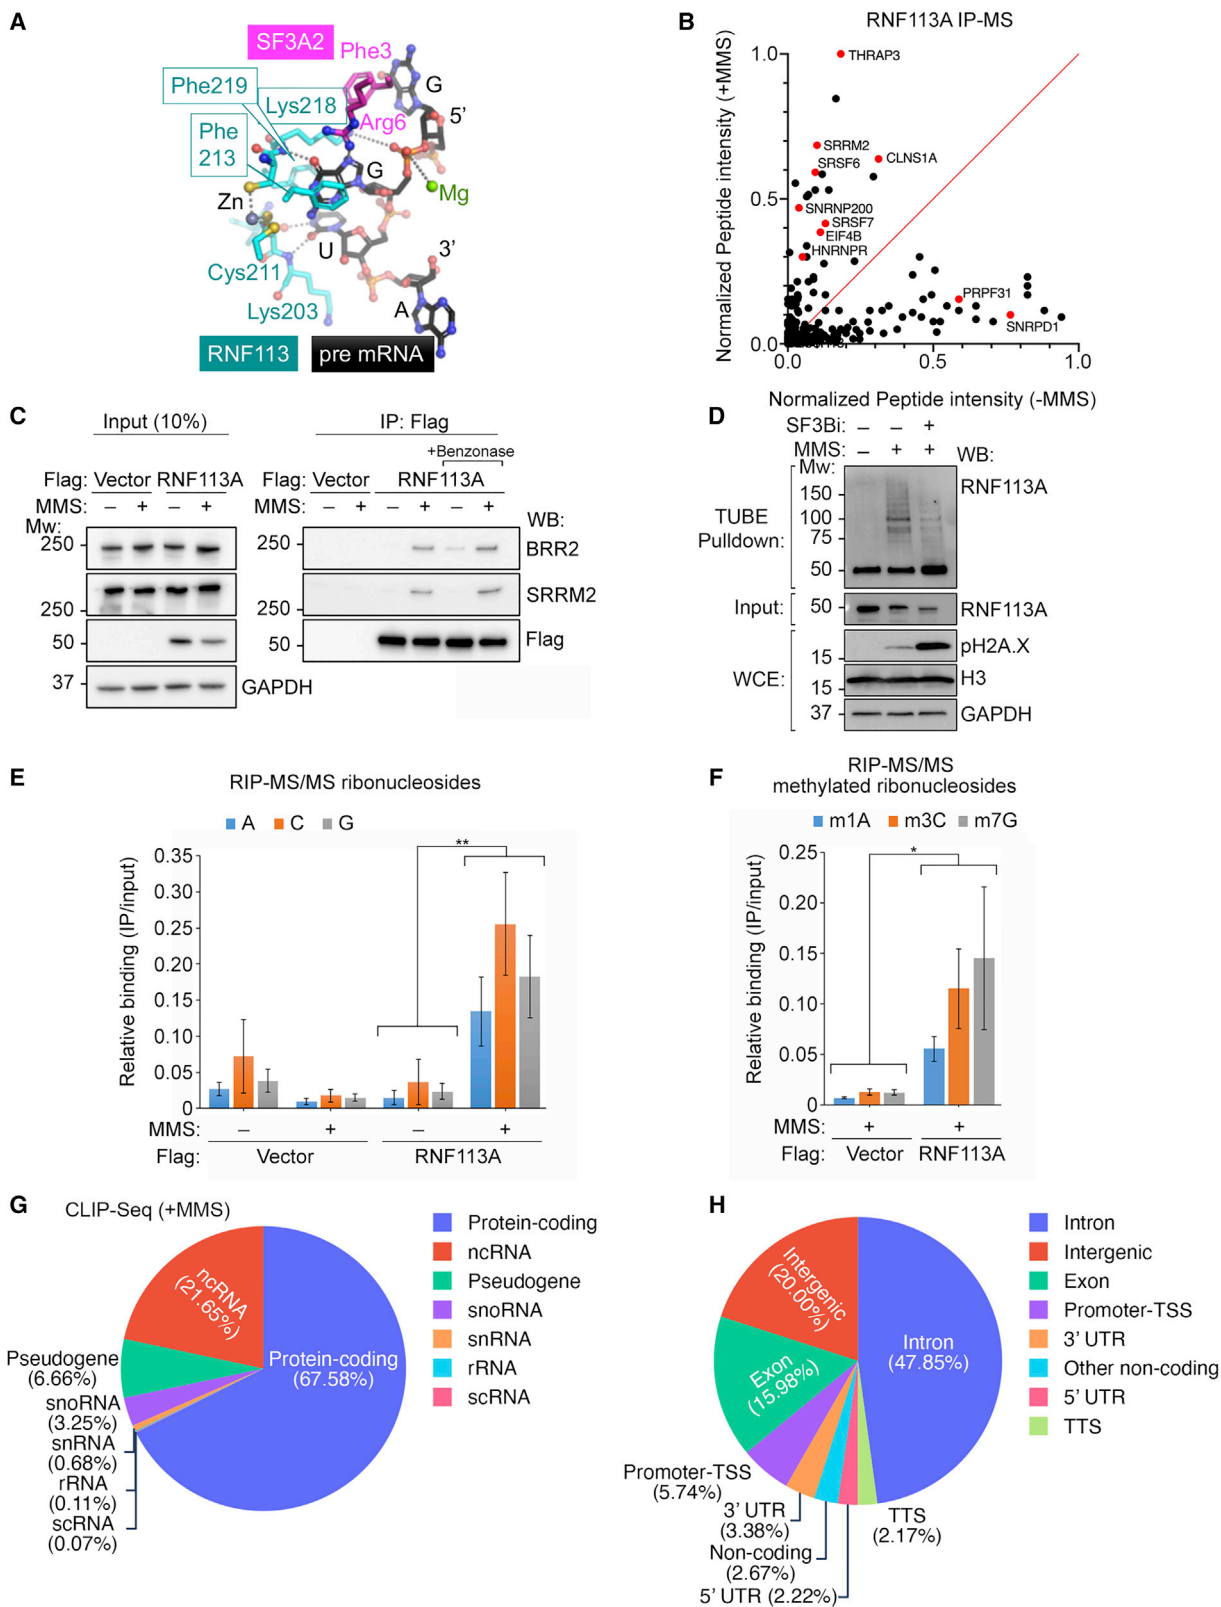 A
SF3A2
Phe3
Phe219
Lys218
Phe
213
Arg6
G
5’
G
Zn
Mg
U
Cys211
3’
Lys203
A
RNF113
pre mRNA
B
RNF113A IP-MS
Normalized Peptide intensity (+MMS)
1.0
0.5
0.0
THRAP3
SRRM2
CLNS1A
SRSF6
SNRNP200
SRSF7
EIF4B
HNRNPR
PRPF31
SNRPD1
0.0
0.5
1.0
Normalized Peptide intensity (-MMS)
C
Input (10%)
IP: Flag
+Benzonase
Flag: Vector RNF113A
Flag: Vector RNF113A
MMS: – + – +
MMS: – + – + – +
Mw:
WB:
250
250
BRR2
250
250
SRRM2
50
50
Flag
37
GAPDH
D
SF3Bi: – – +
MMS: – + +
WB:
Mw:
TUBE
Pulldown:
150
100
75
50
RNF113A
Input:
50
RNF113A
WCE:
15
pH2A.X
15
H3
37
GAPDH
E
RIP-MS/MS ribonucleosides
A C G
Relative binding (IP/input)
0.35
0.30
0.25
0.20
0.15
0.10
0.05
0
**
MMS: – + – +
Flag: Vector RNF113A
F
RIP-MS/MS
methylated ribonucleosides
m1A m3C m7G
Relative binding (IP/input)
0.25
0.20
0.15
0.10
0.05
0
*
MMS: + +
Flag: Vector RNF113A
G
CLIP-Seq (+MMS)
ncRNA
(21.65%)
Protein-coding
(67.58%)
Pseudogene
(6.66%)
snoRNA
(3.25%)
snRNA
(0.68%)
rRNA
(0.11%)
scRNA
(0.07%)
Protein-coding
ncRNA
Pseudogene
snoRNA
snRNA
rRNA
scRNA
H
Intergenic
(20.00%)
Intron
(47.85%)
Exon
(15.98%)
Promoter-TSS
(5.74%)
3’ UTR
(3.38%)
Non-coding
(2.67%)
5’ UTR (2.22%)
TTS
(2.17%)
Intron
Intergenic
Exon
Promoter-TSS
3’ UTR
Other non-coding
5’ UTR
TTS